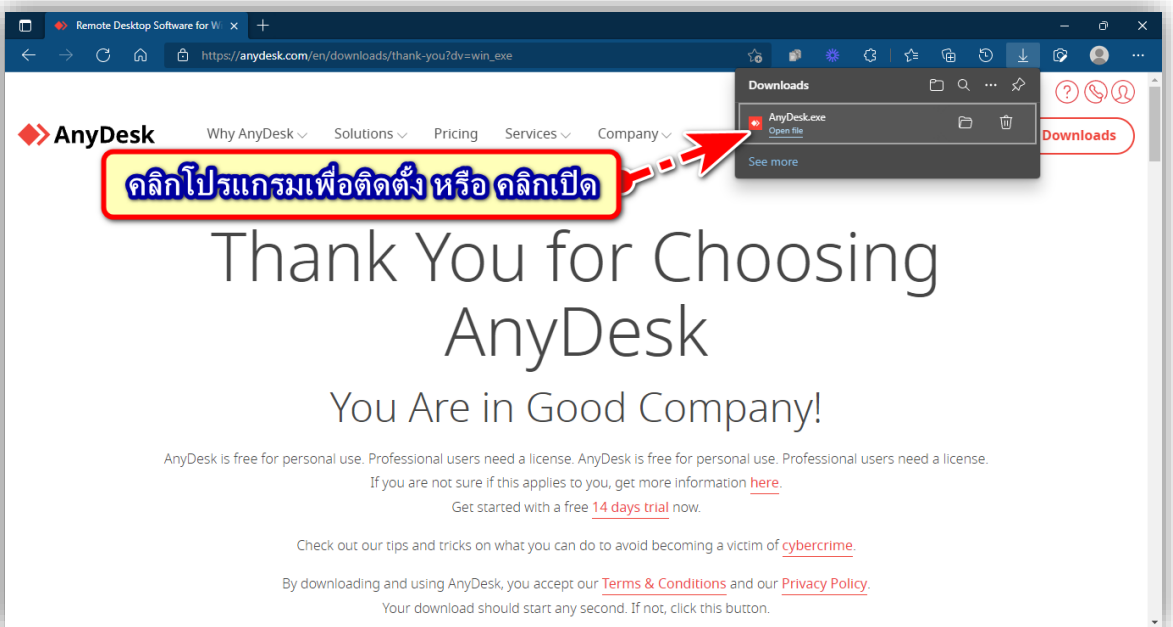 Remote Desktop Software for Wi
https://anydesk.com/en/downloads/thank-you?dv=win_exe
Downloads
AnyDesk.exe
Open file
See more
AnyDesk
Why AnyDesk
Solutions
Pricing
Services
Company
Downloads
คลิกโปรแกรมเพื่อติดตั้ง หรือ คลิกเปิด
Thank You for Choosing
AnyDesk
You Are in Good Company!
AnyDesk is free for personal use. Professional users need a license. AnyDesk is free for personal use. Professional users need a license.
If you are not sure if this applies to you, get more information here.
Get started with a free 14 days trial now.
Check out our tips and tricks on what you can do to avoid becoming a victim of cybercrime.
By downloading and using AnyDesk, you accept our Terms & Conditions and our Privacy Policy.
Your download should start any second. If not, click this button.